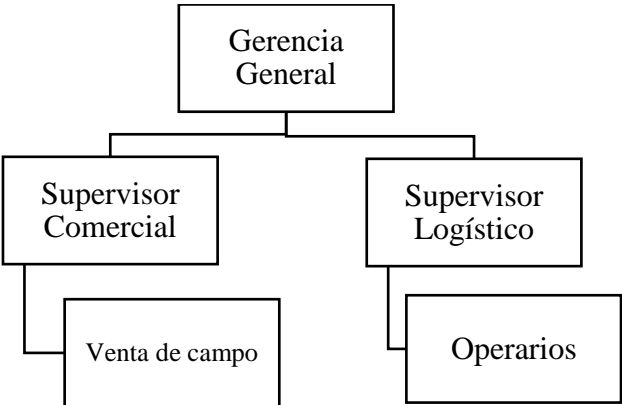 Gerencia
General
Supervisor
Comercial
Supervisor
Logístico
Venta de campo
Operarios